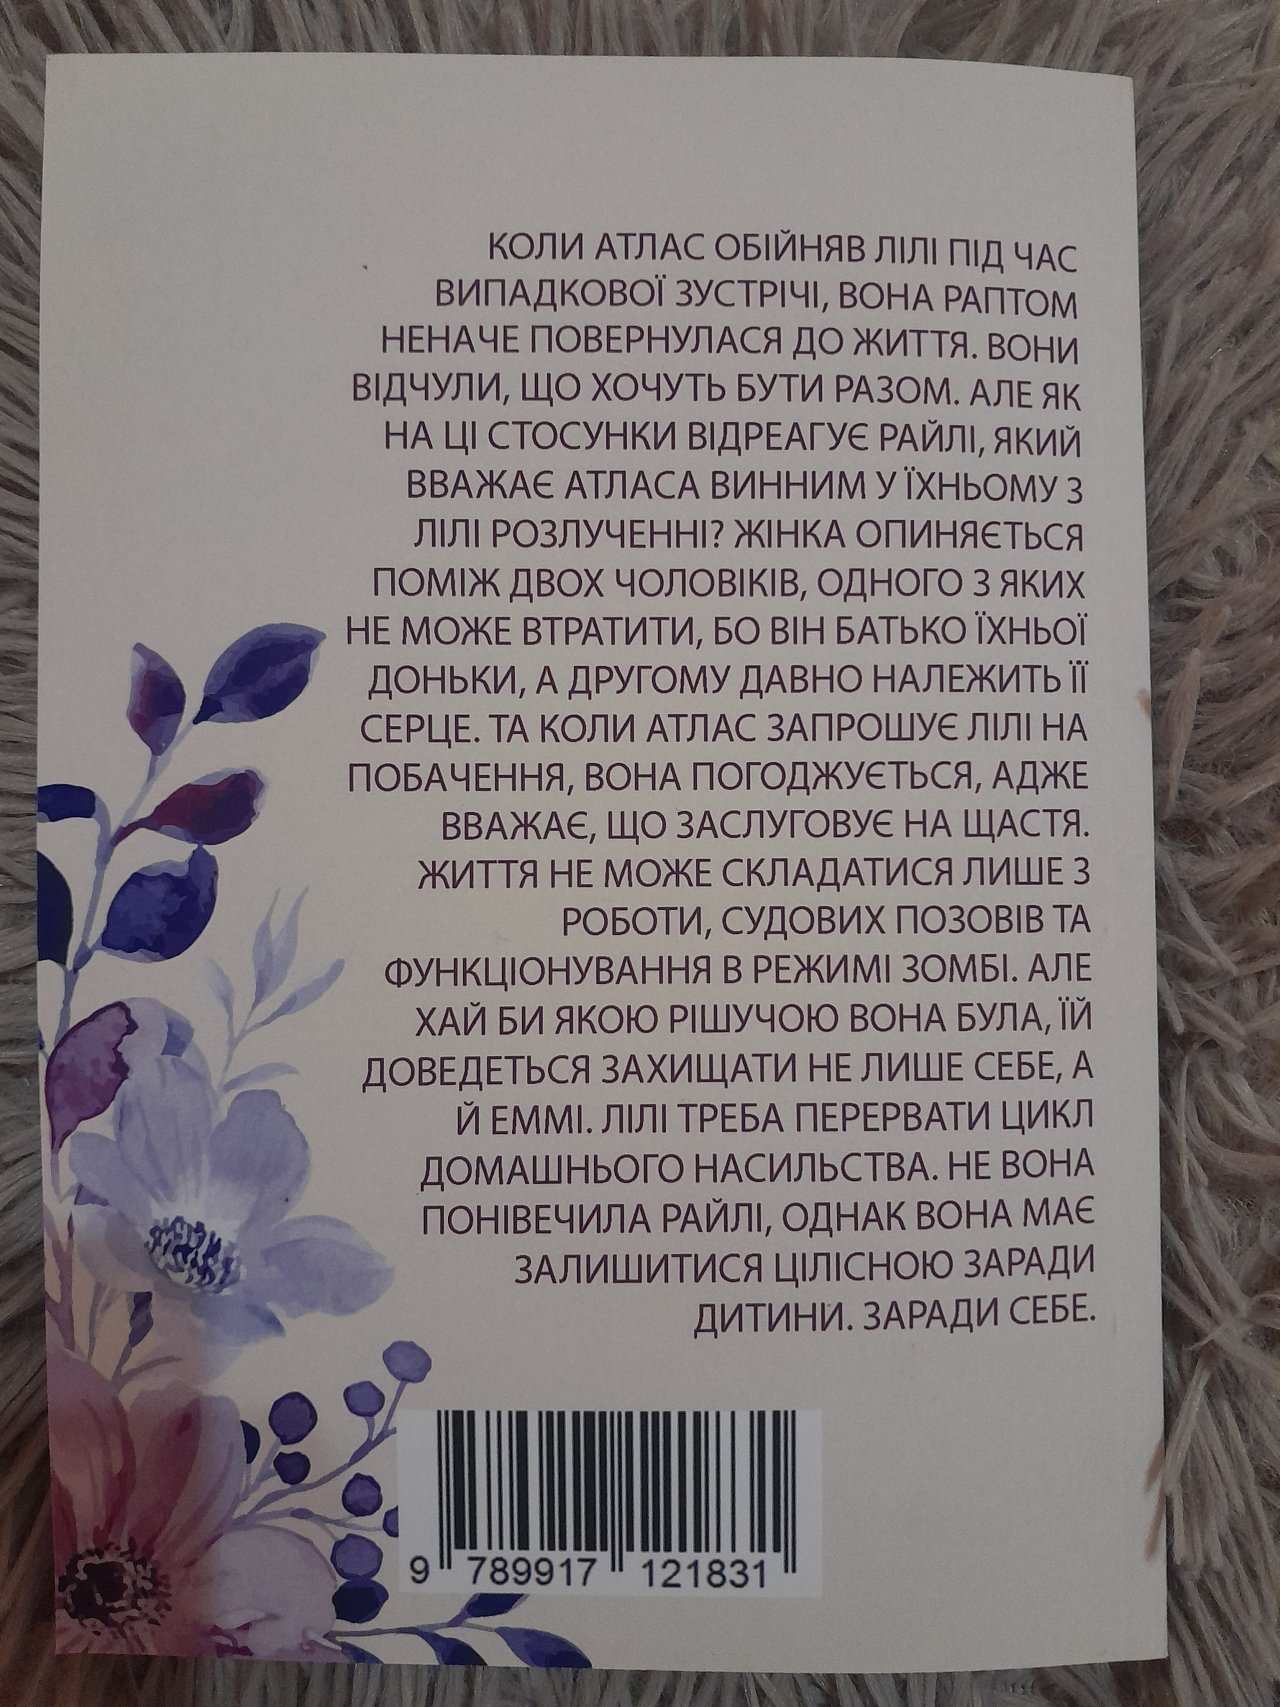 КОЛИ АТЛАС ОБІЙНЯВ ЛІЛІ ПІД ЧАС
ВИПАДКОВОЇ ЗУСТРІЧІ, ВОНА РАПТОМ
НЕНАЧЕ ПОВЕРНУЛАСЯ ДО ЖИТТЯ. ВОНИ
ВІДЧУЛИ, ЩО ХОЧУТЬ БУТИ РАЗОМ. АЛЕ ЯК
НА ЦІ СТОСУНКИ ВІДРЕАГУЄ РАЙЛІ, ЯКИЙ
ВВАЖАЄ АТЛАСА ВИННИМ У ЇХНЬОМУ З
ЛІЛІ РОЗЛУЧЕННІ? ЖІНКА ОПИНЯЄТЬСЯ
ПОМІЖ ДВОХ ЧОЛОВІКІВ, ОДНОГО З ЯКИХ
НЕ МОЖЕ ВТРАТИТИ, БО ВІН БАТЬКО ЇХНЬОЇ
ДОНЬКИ, А ДРУГОМУ ДАВНО НАЛЕЖИТЬ ЇЇ
СЕРЦЕ. ТА КОЛИ АТЛАС ЗАПРОШУЄ ЛІЛІ НА
ПОБАЧЕННЯ, ВОНА ПОГОДЖУЄТЬСЯ, АДЖЕ
ВВАЖАЄ, ЩО ЗАСЛУГОВУЄ НА ЩАСТЯ.
ЖИТТЯ НЕ МОЖЕ СКЛАДАТИСЯ ЛИШЕ З
РОБОТИ, СУДОВИХ ПОЗОВІВ ТА
ФУНКЦІОНУВАННЯ В РЕЖИМІ ЗОМБІ. АЛЕ
ХАЙ БИ ЯКОЮ РІШУЧОЮ ВОНА БУЛА, ЇЙ
ДОВЕДЕТЬСЯ ЗАХИЩАТИ НЕ ЛИШЕ СЕБЕ, А
Й ЕММІ. ЛІЛІ ТРЕБА ПЕРЕРВАТИ ЦИКЛ
ДОМАШНЬОГО НАСИЛЬСТВА. НЕ ВОНА
ПОНІВЕЧИЛА РАЙЛІ, ОДНАК ВОНА МАЄ
ЗАЛИШИТИСЯ ЦІЛІСНОЮ ЗАРАДИ
ДИТИНИ. ЗАРАДИ СЕБЕ.
9 789917 121831